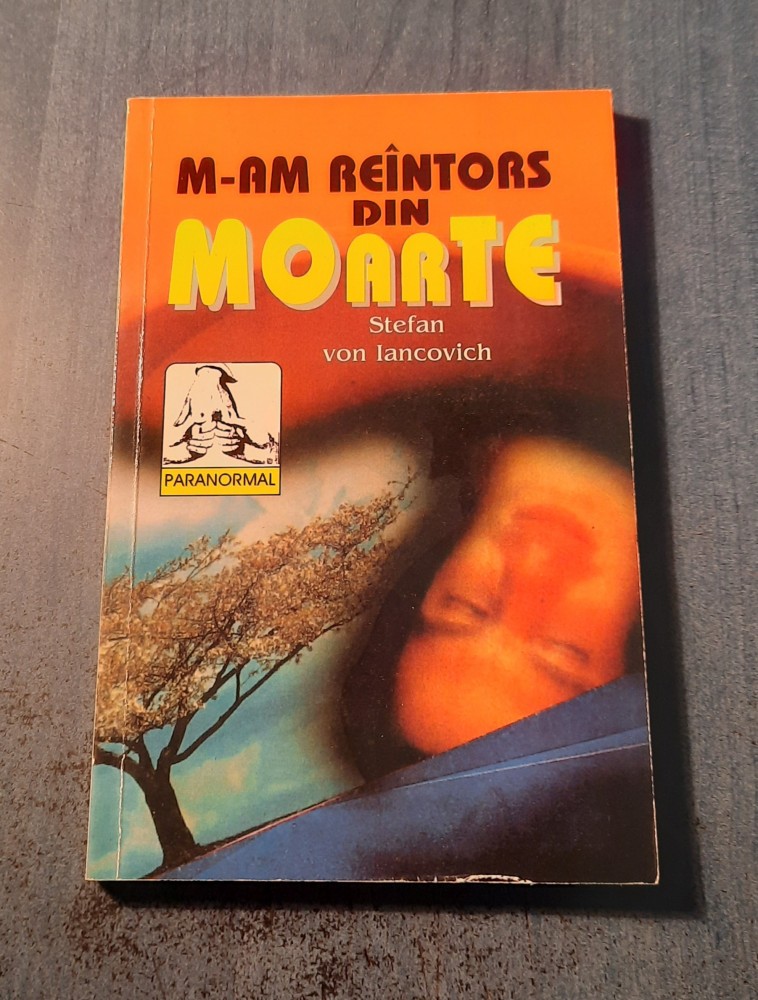 M-AM REÎNTORS
DIN
MOARTE
Stefan
von Iancovich
PARANORMAL